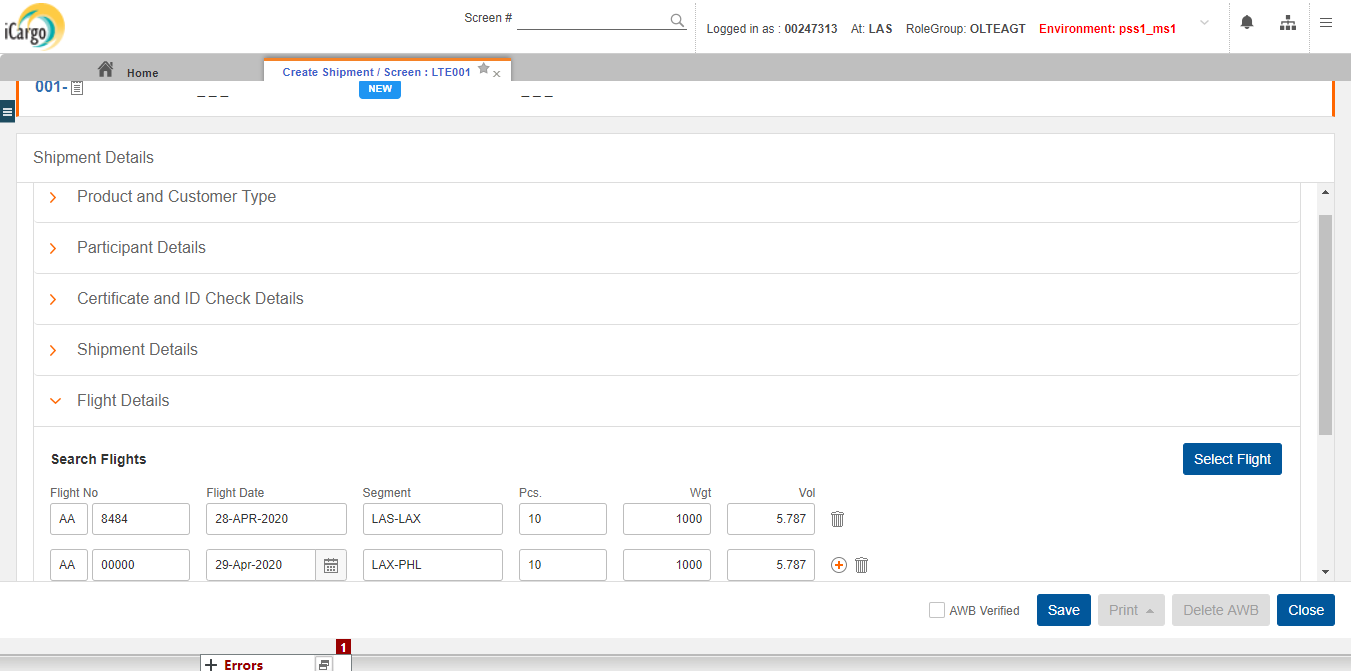 iCargo
Screen #
Logged in as : 00247313 At: LAS RoleGroup: OLTEAGT Environment: pss1_ms1
Home
Create Shipment / Screen : LTE001
001-
_ _ _
NEW
_ _ _
Shipment Details
Product and Customer Type
Participant Details
Certificate and ID Check Details
Shipment Details
Flight Details
Search Flights
Select Flight
Flight No Flight Date Segment Pcs. Wgt Vol
AA 8484 28-APR-2020 LAS-LAX 10 1000 5.787
AA 00000 29-Apr-2020 LAX-PHL 10 1000 5.787
AWB Verified Save Print Delete AWB Close
1
Errors